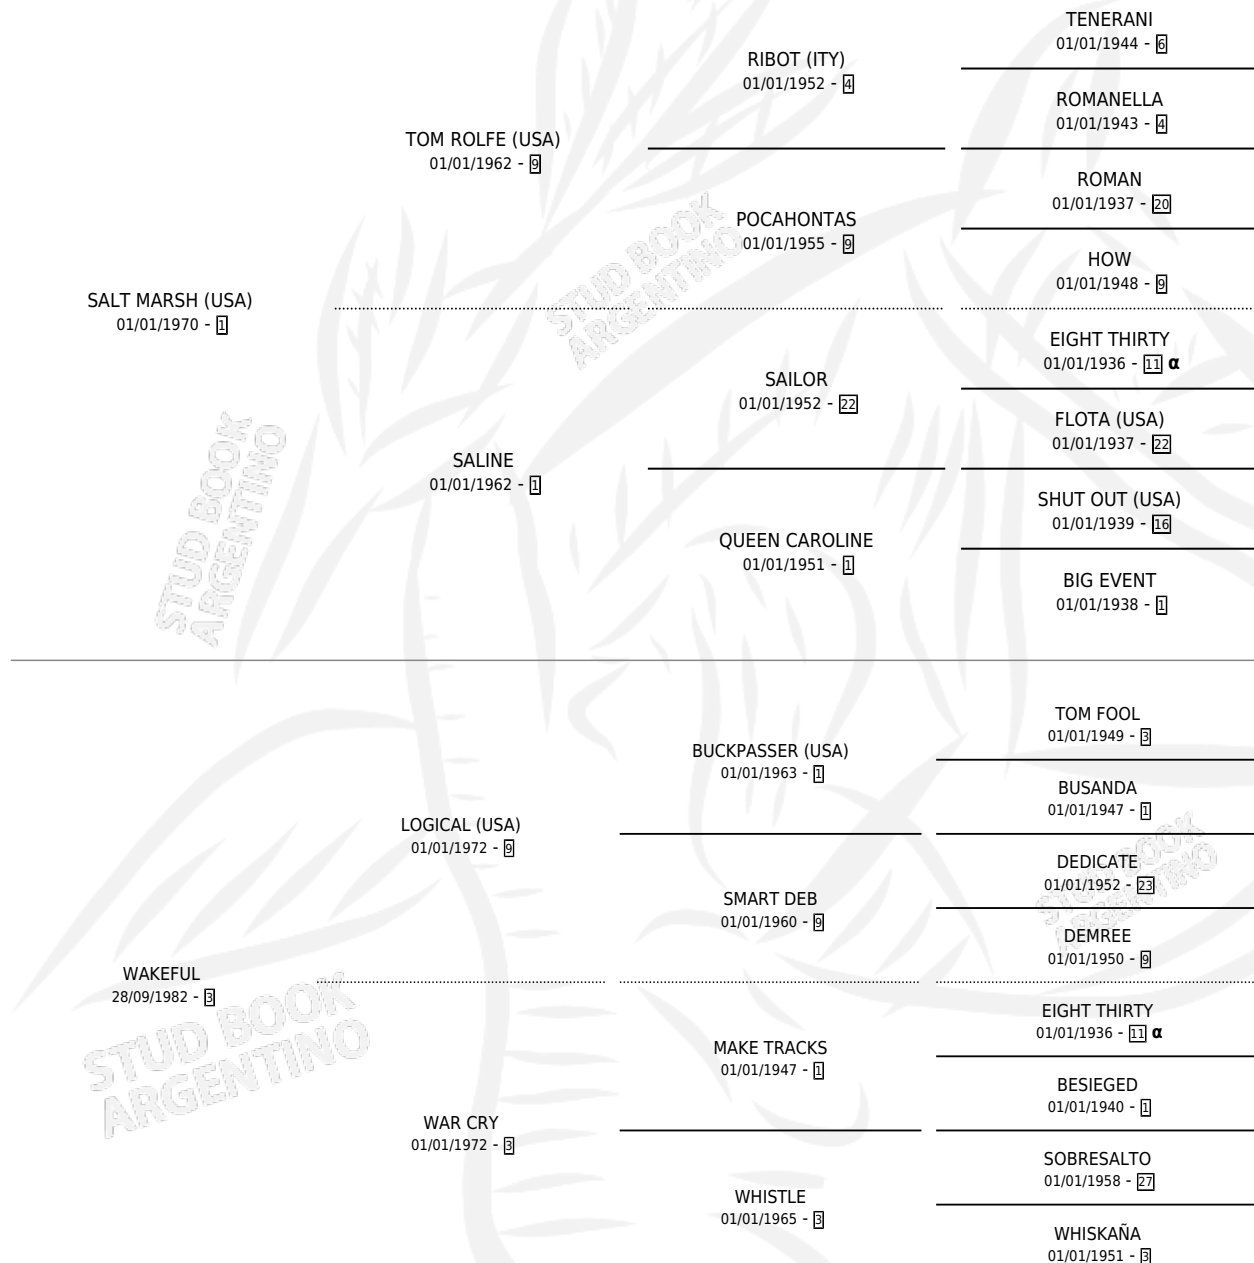 TENERANI
01/01/1944 - 6
RIBOT (ITY)
01/01/1952 - 4
ROMANELLA
01/01/1943 - 4
TOM ROLFE (USA)
01/01/1962 - 9
ROMAN
01/01/1937 - 20
POCAHONTAS
01/01/1955 - 9
HOW
01/01/1948 - 9
SALT MARSH (USA)
01/01/1970 - 1
EIGHT THIRTY
01/01/1936 - 11 α
SAILOR
01/01/1952 - 22
FLOTA (USA)
01/01/1937 - 22
SALINE
01/01/1962 - 1
SHUT OUT (USA)
01/01/1939 - 16
QUEEN CAROLINE
01/01/1951 - 1
BIG EVENT
01/01/1938 - 1
TOM FOOL
01/01/1949 - 3
BUCKPASSER (USA)
01/01/1963 - 1
BUSANDA
01/01/1947 - 1
LOGICAL (USA)
01/01/1972 - 9
DEDICATE
01/01/1952 - 23
SMART DEB
01/01/1960 - 9
DEMREE
01/01/1950 - 9
WAKEFUL
28/09/1982 - 3
EIGHT THIRTY
01/01/1936 - 11 α
MAKE TRACKS
01/01/1947 - 1
BESIEGED
01/01/1940 - 1
WAR CRY
01/01/1972 - 3
SOBRESALTO
01/01/1958 - 27
WHISTLE
01/01/1965 - 3
WHISKAÑA
01/01/1951 - 3
STUD BOOK
ARGENTINO
STUD BOOK
ARGENTINO
STUD BOOK
ARGENTINO
STUD BOOK
ARGENTINO